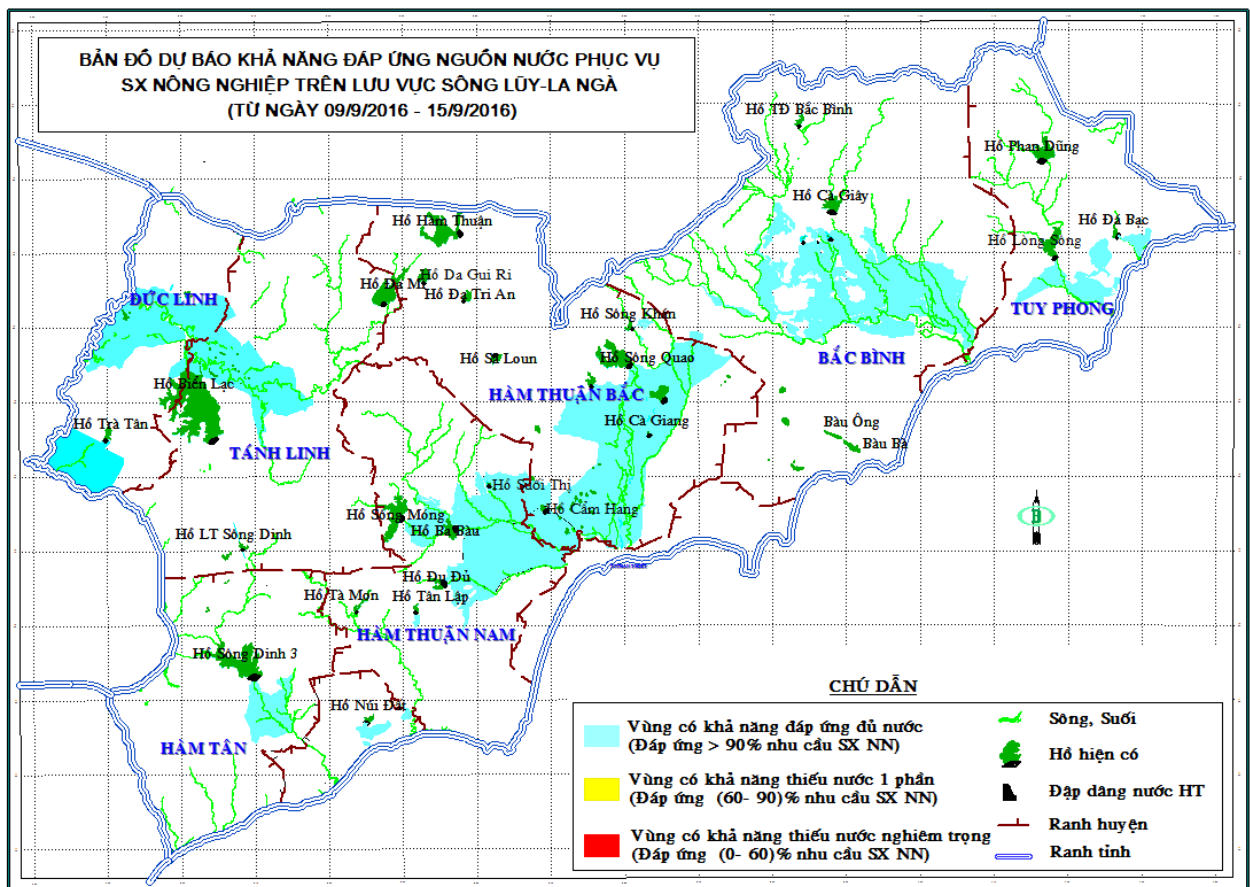 BẢN ĐỒ DỰ BÁO KHẢ NĂNG ĐÁP ỨNG NGUỒN NƯỚC PHỤC VỤ
SX NÔNG NGHIỆP TRÊN LƯU VỰC SÔNG LŨY-LA NGÀ
(TỪ NGÀY 09/9/2016 - 15/9/2016)
Hồ TĐ Bắc Bình
Hồ Phan Dũng
Hồ Cà Giây
Hồ Hàm Thuận
Hồ Đá Bạc
Hồ Lòng Sông
Hồ Da Gui Ri
Hồ Đa Mi
Hồ Đa Tri An
ĐỨC LINH
TUY PHONG
Hồ Sông Khán
BẮC BÌNH
Hồ Sa Loun
Hồ Sông Quao
Hồ Biển Lạc
HÀM THUẬN BẮC
Hồ Trà Tân
Hồ Cà Giang
Bàu Ông
Bàu Bà
TÁNH LINH
Hồ Suối Thị
Hồ Sông Móng
Hồ Cẩm Hang
Hồ LT Sông Dinh
Hồ Ba Bàu
Hồ Đu Đủ
Hồ Tà Mơn
Hồ Tân Lập
HÀM THUẬN NAM
Hồ Sông Dinh 3
Hồ Núi Đất
HÀM TÂN
CHÚ DẪN
Vùng có khả năng đáp ứng đủ nước
(Đáp ứng > 90% nhu cầu SX NN)
Vùng có khả năng thiếu nước 1 phần
(Đáp ứng (60- 90)% nhu cầu SX NN)
Vùng có khả năng thiếu nước nghiêm trọng
(Đáp ứng (0- 60)% nhu cầu SX NN)
Sông, Suối
Hồ hiện có
Đập dâng nước HT
Ranh huyện
Ranh tỉnh